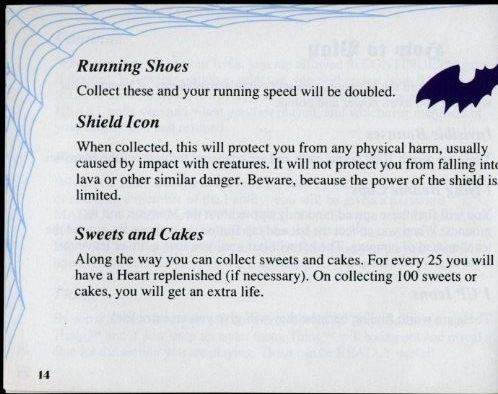 Running Shoes
Collect these and your running speed will be doubled.
Shield Icon
When collected, this will protect you from any physical harm, usually
caused by impact with creatures. It will not protect you from falling into
lava or other similar danger. Beware, because the power of the shield is
limited.
Sweets and Cakes
Along the way you can collect sweets and cakes. For every 25 you will
have a Heart replenished (if necessary). On collecting 100 sweets or
cakes, you will get an extra life.
14